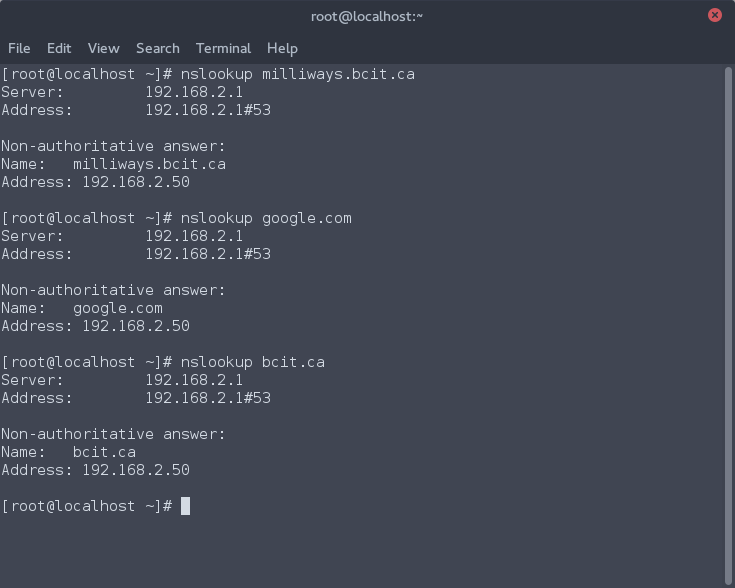 root@localhost:~
File Edit View Search Terminal Help
[root@localhost ~]# nslookup milliways.bcit.ca
Server:         192.168.2.1
Address:        192.168.2.1#53

Non-authoritative answer:
Name:   milliways.bcit.ca
Address: 192.168.2.50

[root@localhost ~]# nslookup google.com
Server:         192.168.2.1
Address:        192.168.2.1#53

Non-authoritative answer:
Name:   google.com
Address: 192.168.2.50

[root@localhost ~]# nslookup bcit.ca
Server:         192.168.2.1
Address:        192.168.2.1#53

Non-authoritative answer:
Name:   bcit.ca
Address: 192.168.2.50

[root@localhost ~]#